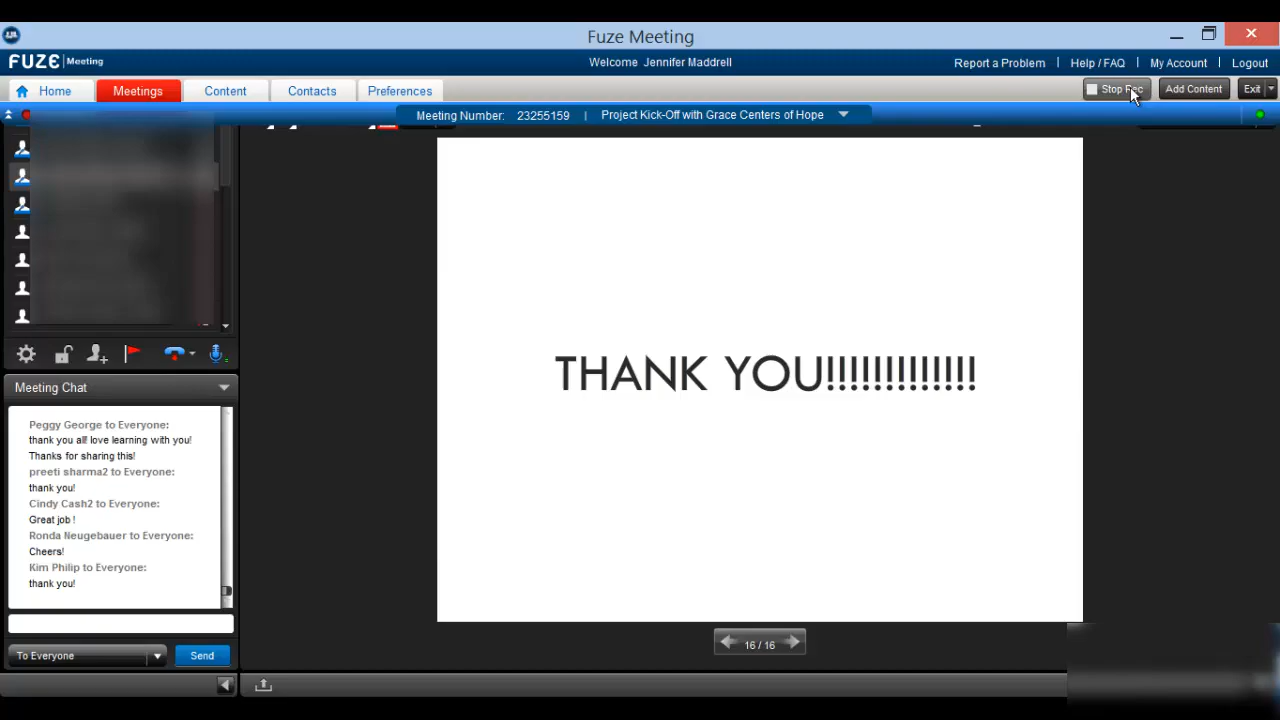 Fuze Meeting
FUZE Meeting
Welcome Jennifer Maddrell
Report a Problem | Help / FAQ | My Account | Logout
Home
Meetings
Content
Contacts
Preferences
Stop Rec
Add Content
Exit
Meeting Number: 23255159 | Project Kick-Off with Grace Centers of Hope
THANK YOU!!!!!!!!!!!!!
Meeting Chat
Peggy George to Everyone:
thank you all! love learning with you!
Thanks for sharing this!
preeti sharma2 to Everyone:
thank you!
Cindy Cash2 to Everyone:
Great job !
Ronda Neugebauer to Everyone:
Cheers!
Kim Philip to Everyone:
thank you!
To Everyone
Send
16 / 16